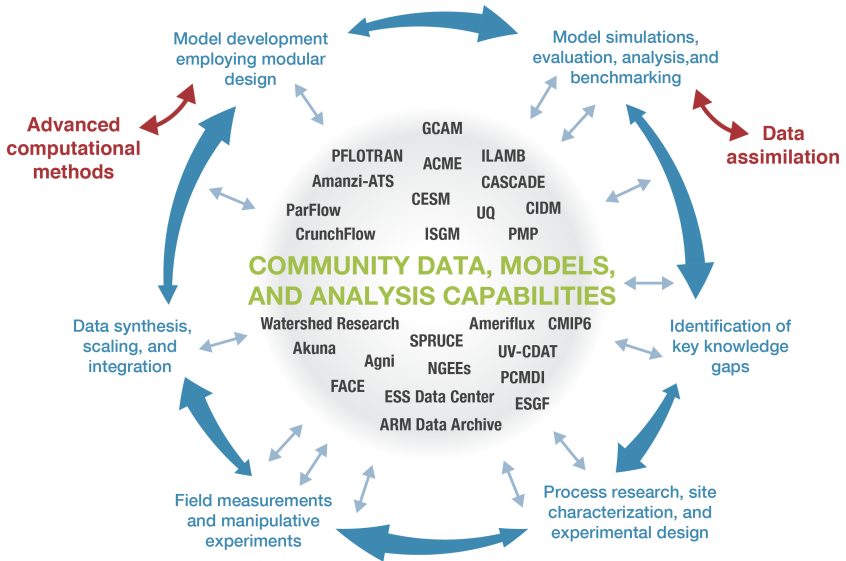 Model development
employing modular
design
Model simulations,
evaluation, analysis,and
benchmarking
Advanced
computational
methods
Data
assimilation
GCAM
PFLOTRAN
ACME
ILAMB
Amanzi-ATS
CASCADE
CESM
ParFlow
UQ
CIDM
CrunchFlow
ISGM
PMP
COMMUNITY DATA, MODELS,
AND ANALYSIS CAPABILITIES
Watershed Research
Ameriflux
CMIP6
SPRUCE
Akuna
UV-CDAT
Agni
NGEEs
PCMDI
FACE
ESS Data Center
ESGF
ARM Data Archive
Data synthesis,
scaling, and
integration
Identification of
key knowledge
gaps
Field measurements
and manipulative
experiments
Process research, site
characterization, and
experimental design